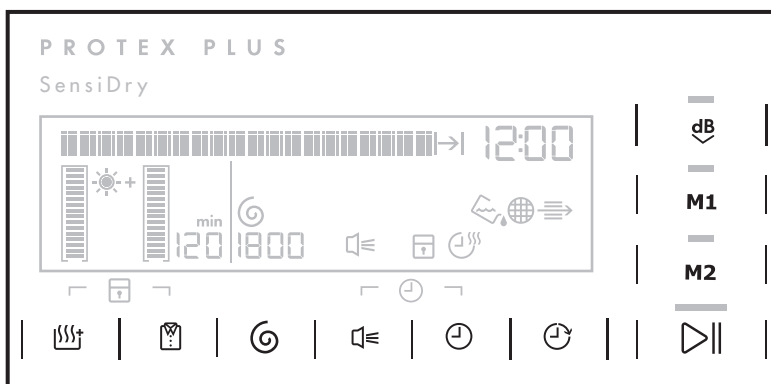 PROTEX PLUS
SensiDry
12:00
min
120 1800
dB
M1
M2